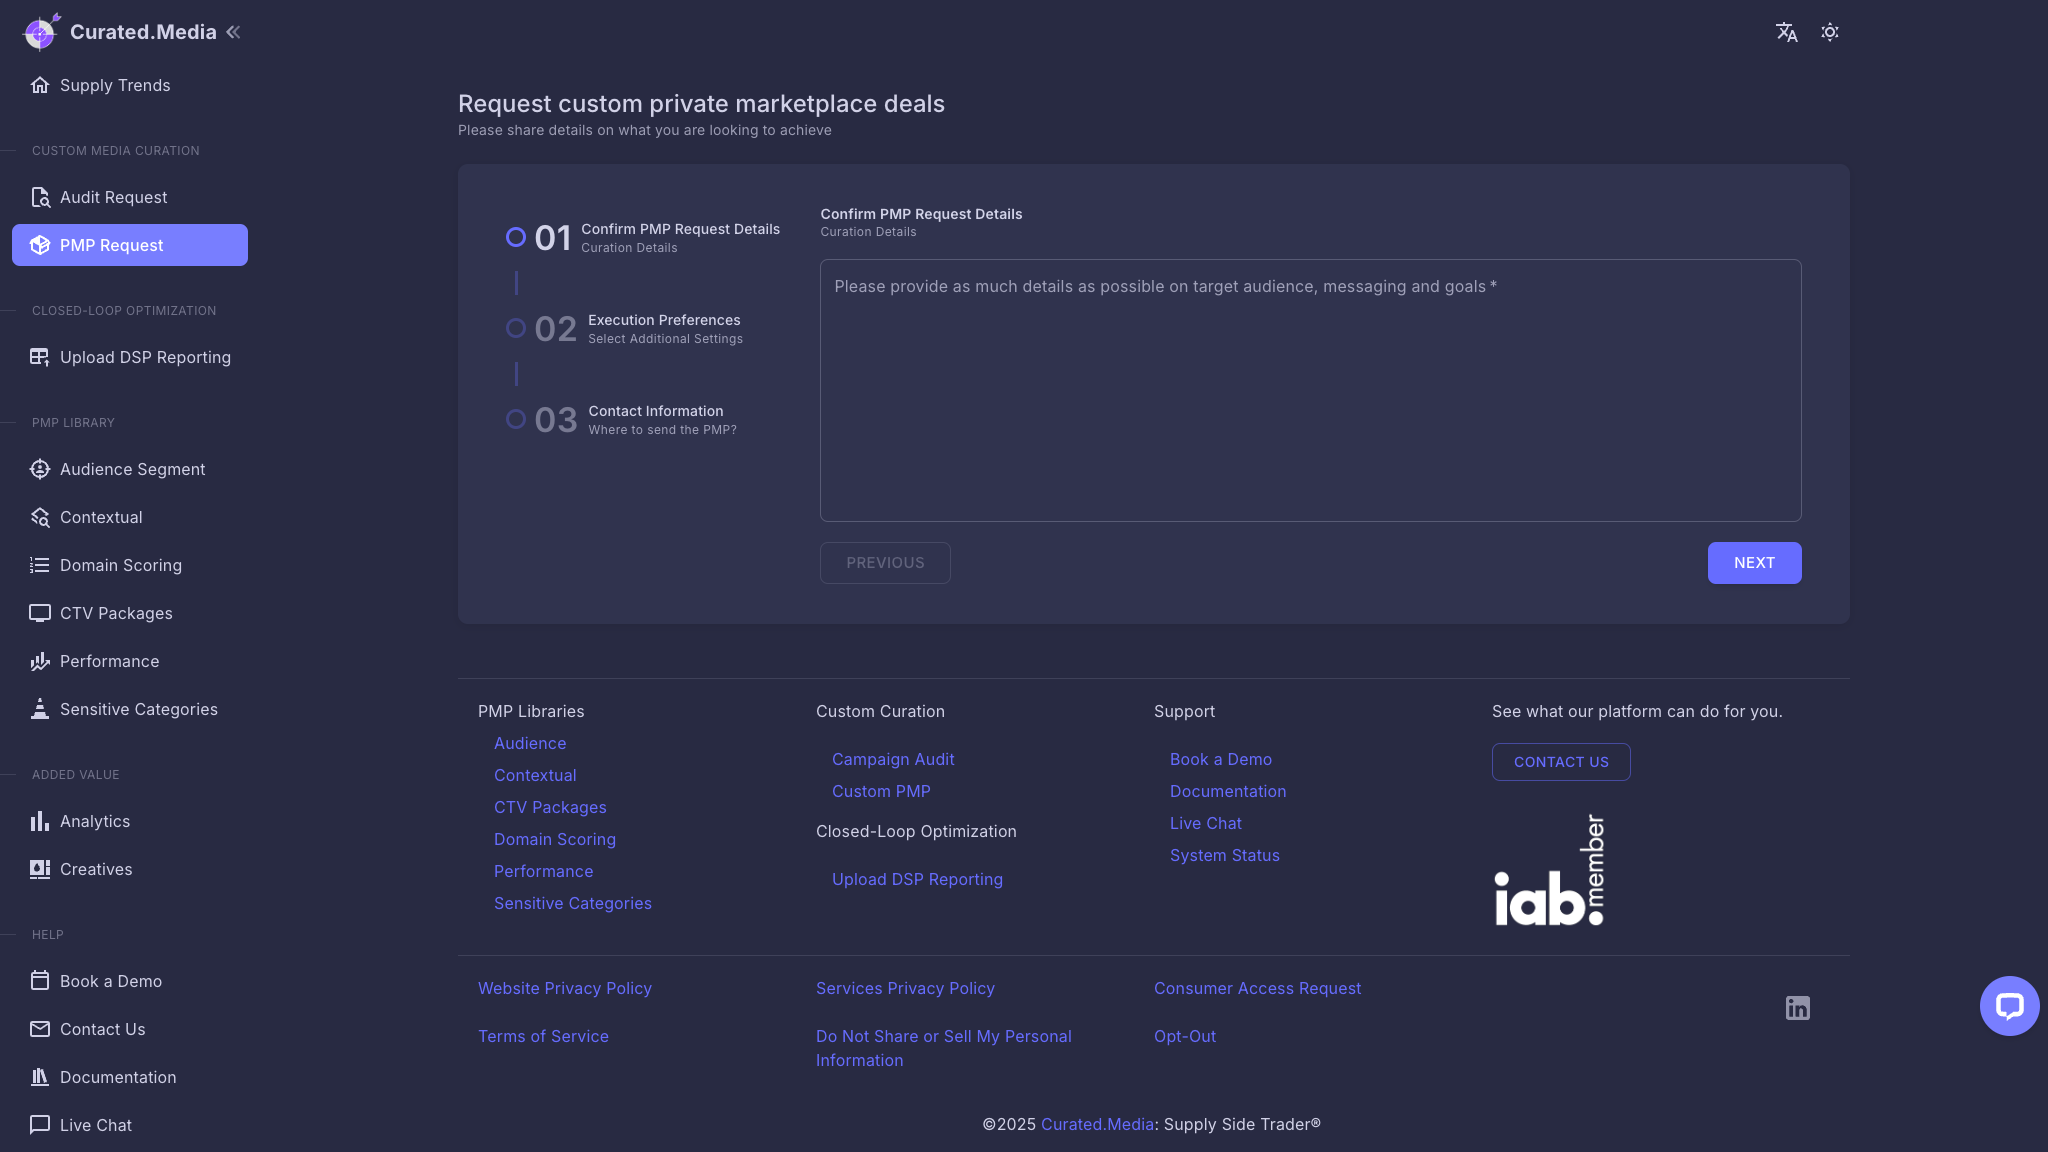 Curated.Media
Supply Trends
CUSTOM MEDIA CURATION
Audit Request
PMP Request
CLOSED-LOOP OPTIMIZATION
Upload DSP Reporting
PMP LIBRARY
Audience Segment
Contextual
Domain Scoring
CTV Packages
Performance
Sensitive Categories
ADDED VALUE
Analytics
Creatives
HELP
Book a Demo
Contact Us
Documentation
Live Chat
Request custom private marketplace deals
Please share details on what you are looking to achieve
01
Confirm PMP Request Details
Curation Details
02
Execution Preferences
Select Additional Settings
03
Contact Information
Where to send the PMP?
Confirm PMP Request Details
Curation Details
Please provide as much details as possible on target audience, messaging and goals *
PREVIOUS
NEXT
PMP Libraries
Audience
Contextual
CTV Packages
Domain Scoring
Performance
Sensitive Categories
Custom Curation
Campaign Audit
Custom PMP
Closed-Loop Optimization
Upload DSP Reporting
Support
Book a Demo
Documentation
Live Chat
System Status
See what our platform can do for you.
CONTACT US
iab. member
Website Privacy Policy
Services Privacy Policy
Consumer Access Request
Terms of Service
Do Not Share or Sell My Personal
Information
Opt-Out
©2025 Curated.Media: Supply Side Trader®